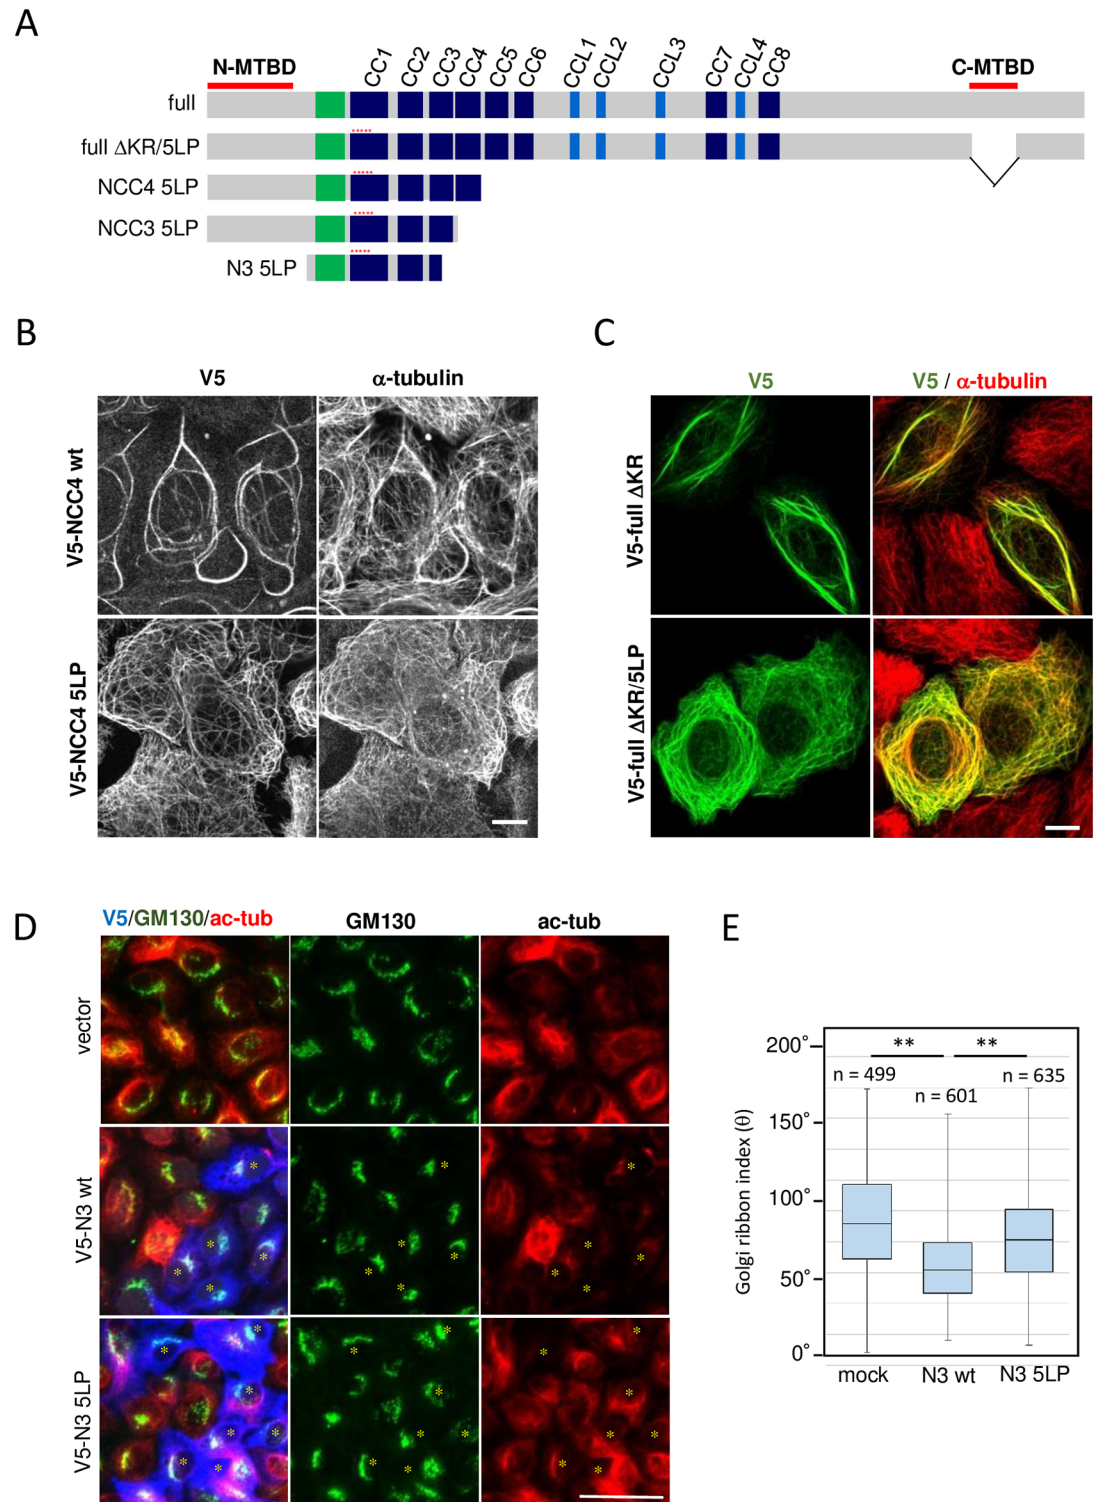 A
N-MTBD
CC1
CC2
CC3
CC4
CC5
CC6
CCL1
CCL2
CCL3
CC7
CCL4
CC8
C-MTBD
full
full ΔKR/5LP
NCC4 5LP
NCC3 5LP
N3 5LP
B
V5
α-tubulin
V5-NCC4 wt
V5-NCC4 5LP
C
V5
V5 / α-tubulin
V5-full ΔKR
V5-full ΔKR/5LP
D
V5/GM130/ac-tub
GM130
ac-tub
vector
V5-N3 wt
V5-N3 5LP
E
Golgi ribbon index (θ)
200°
150°
100°
50°
0°
** **
n = 499
n = 601
n = 635
mock
N3 wt
N3 5LP